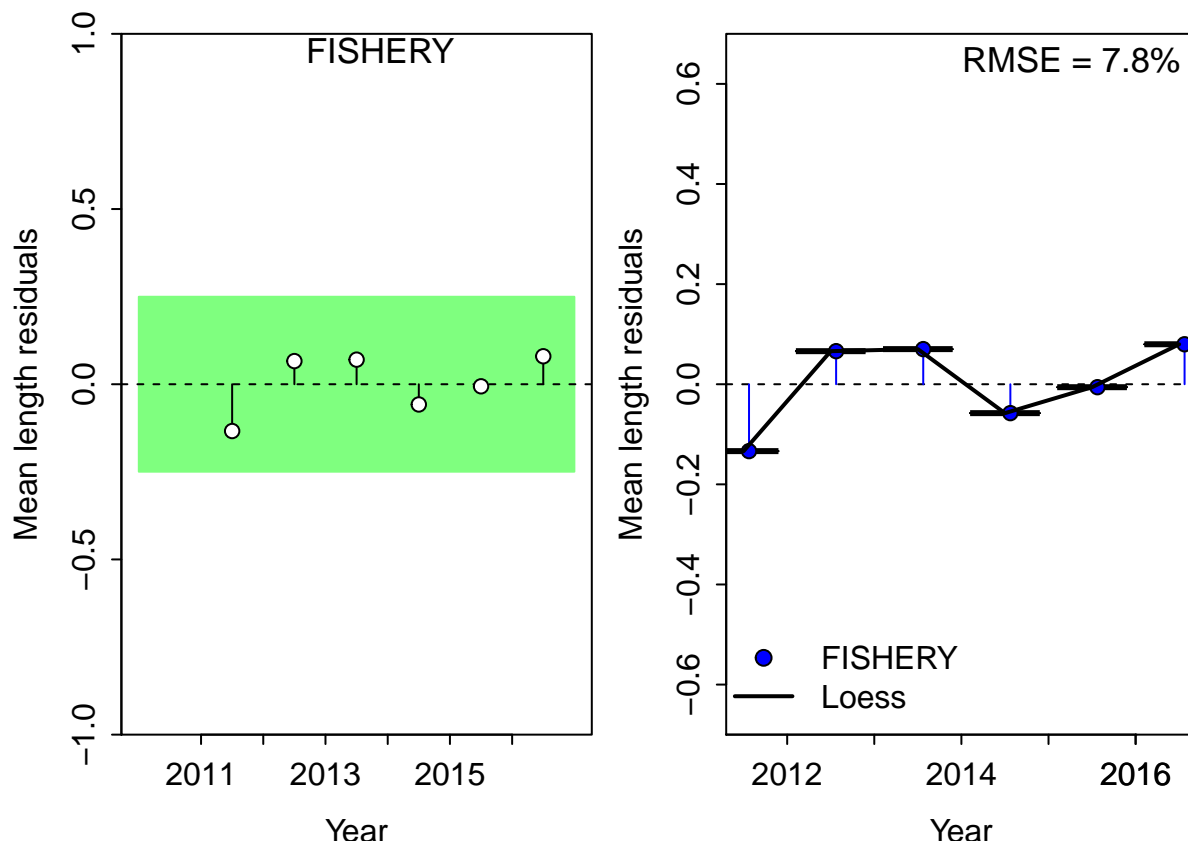 FISHERY
Mean length residuals
1.0
0.5
0.0
−0.5
−1.0
2011 2013 2015
Year
RMSE = 7.8%
Mean length residuals
0.6
0.4
0.2
0.0
−0.2
−0.4
−0.6
FISHERY
Loess
2012 2014 2016
Year